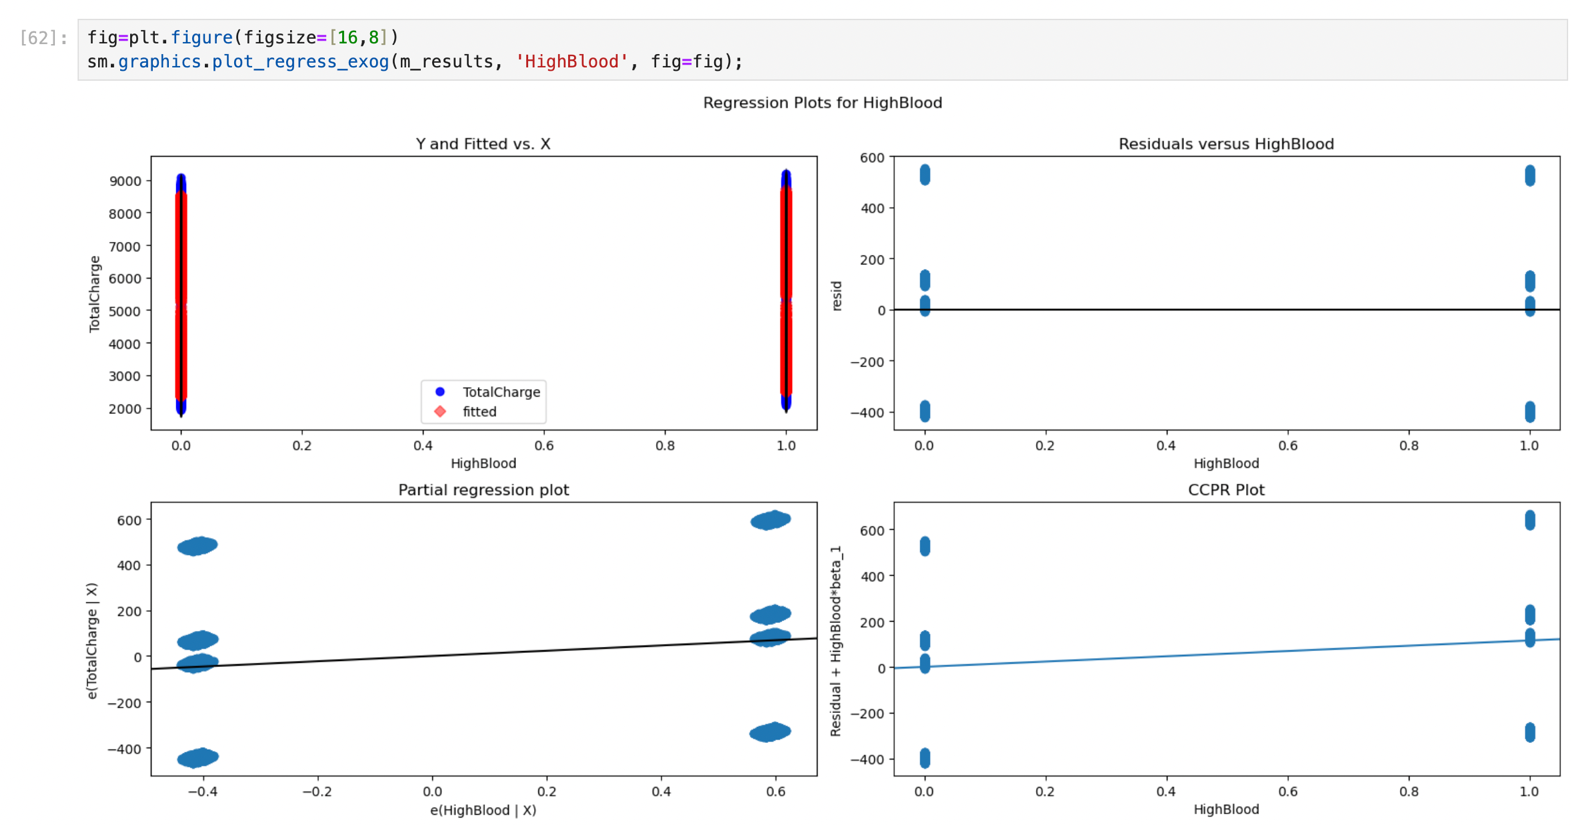 [62]:
fig=plt.figure(figsize=[16,8])
sm.graphics.plot_regress_exog(m_results, 'HighBlood', fig=fig);
Regression Plots for HighBlood
Y and Fitted vs. X
9000
8000
7000
6000
5000
4000
3000
2000
TotalCharge
TotalCharge
fitted
0.0 0.2 0.4 0.6 0.8 1.0
HighBlood
Residuals versus HighBlood
600
400
200
0
−200
−400
resid
0.0 0.2 0.4 0.6 0.8 1.0
HighBlood
Partial regression plot
600
400
200
0
−200
−400
e(TotalCharge | X)
−0.4 −0.2 0.0 0.2 0.4 0.6
e(HighBlood | X)
CCPR Plot
600
400
200
0
−200
−400
Residual + HighBlood*beta_1
0.0 0.2 0.4 0.6 0.8 1.0
HighBlood